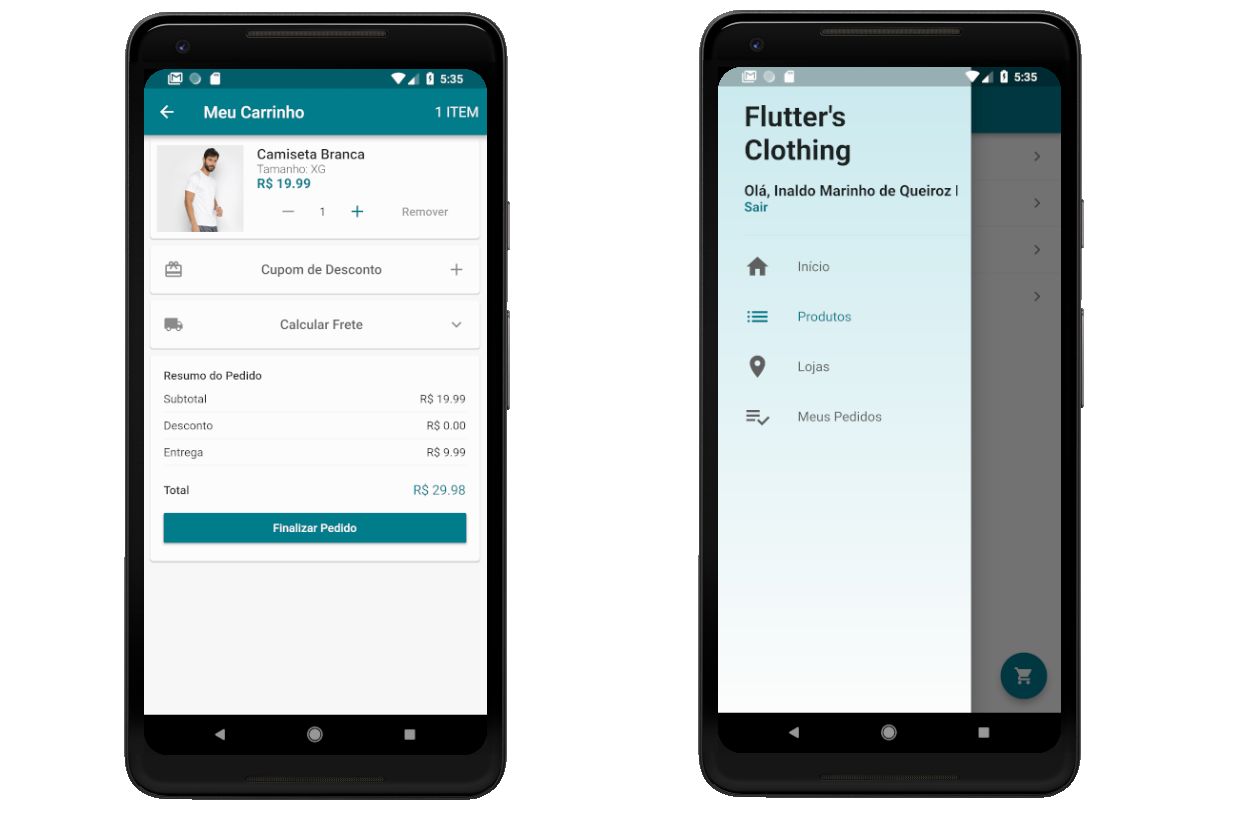 5:35
Meu Carrinho
1 ITEM
Camiseta Branca
Tamanho: XG
R$ 19.99
1
Remover
Cupom de Desconto
Calcular Frete
Resumo do Pedido
Subtotal R$ 19.99
Desconto R$ 0.00
Entrega R$ 9.99
Total R$ 29.98
Finalizar Pedido
5:35
Flutter's
Clothing
Olá, Inaldo Marinho de Queiroz
Sair
Início
Produtos
Lojas
Meus Pedidos